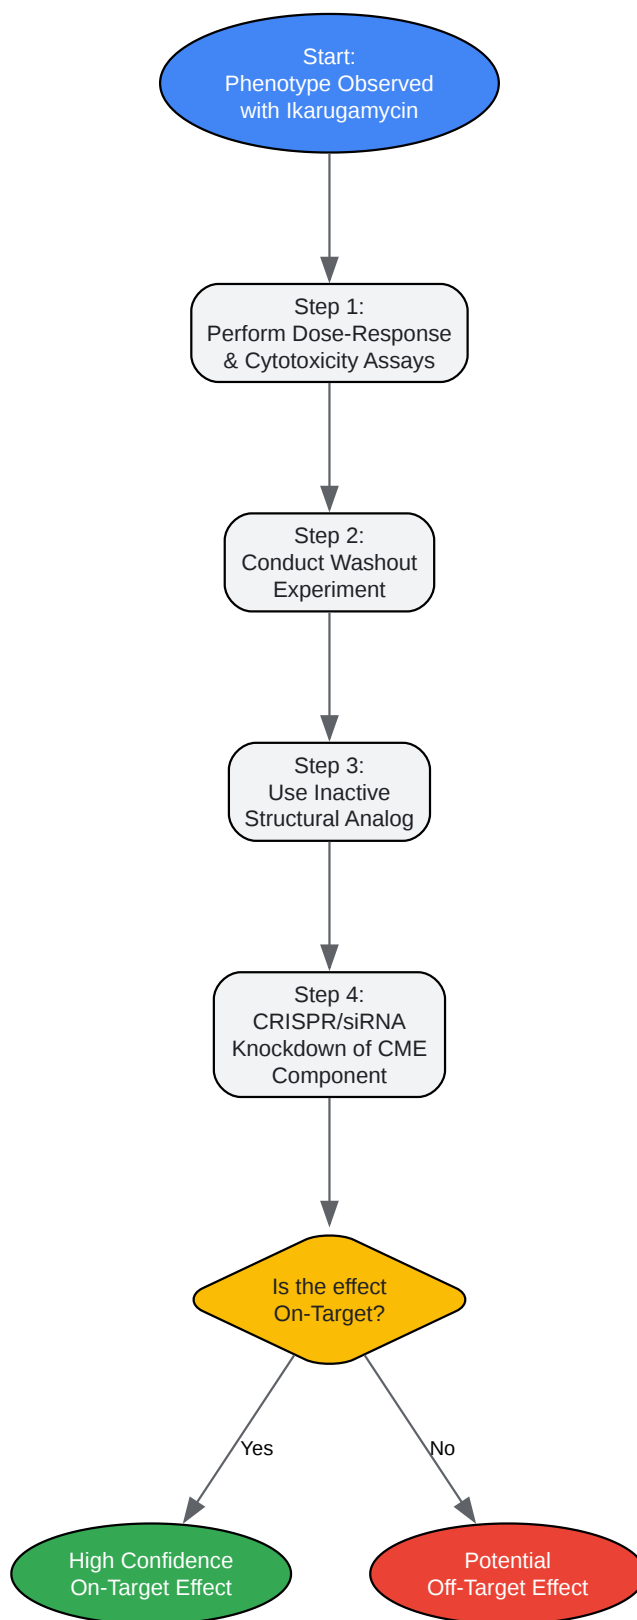 Start:
Phenotype Observed
with Ikarugamycin
Step 1:
Perform Dose-Response
& Cytotoxicity Assays
Step 2:
Conduct Washout
Experiment
Step 3:
Use Inactive
Structural Analog
Step 4:
CRISPR/siRNA
Knockdown of CME
Component
Is the effect
On-Target?
Yes
No
High Confidence
On-Target Effect
Potential
Off-Target Effect